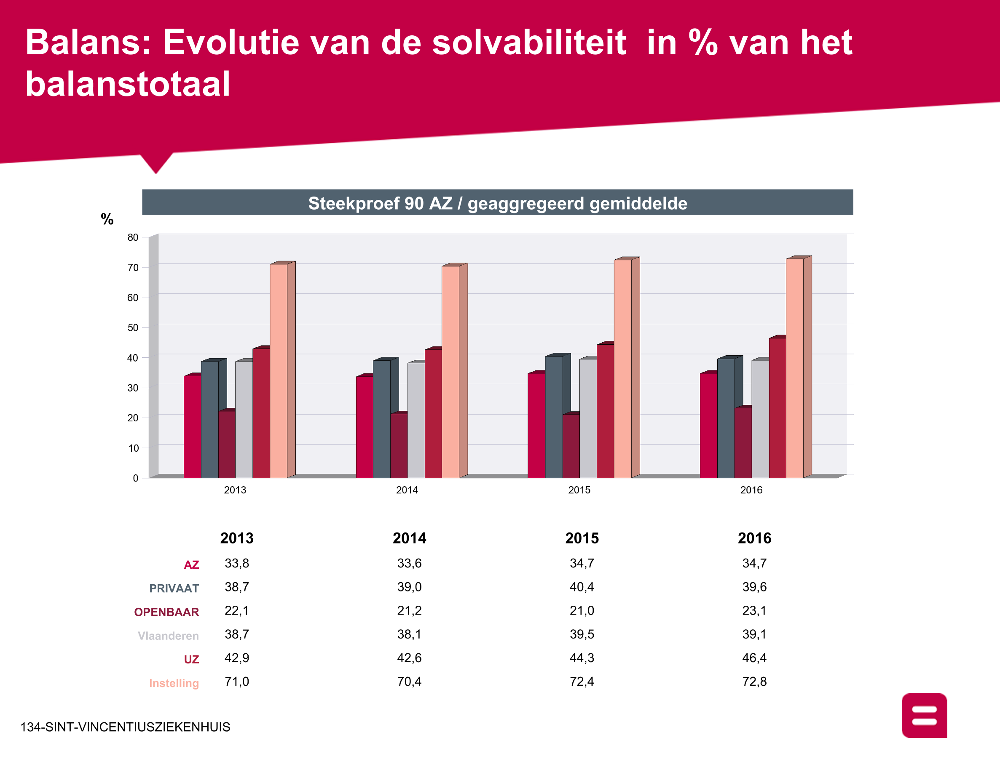 Balans: Evolutie van de solvabiliteit  in % van het
balanstotaal
Steekproef 90 AZ / geaggregeerd gemiddelde
%
80
70
60
50
40
30
20
10
0
2013 2014 2015 2016
2013 2014 2015 2016
AZ 33,8 33,6 34,7 34,7
PRIVAAT 38,7 39,0 40,4 39,6
OPENBAAR 22,1 21,2 21,0 23,1
Vlaanderen 38,7 38,1 39,5 39,1
UZ 42,9 42,6 44,3 46,4
Instelling 71,0 70,4 72,4 72,8
134-SINT-VINCENTIUSZIEKENHUIS